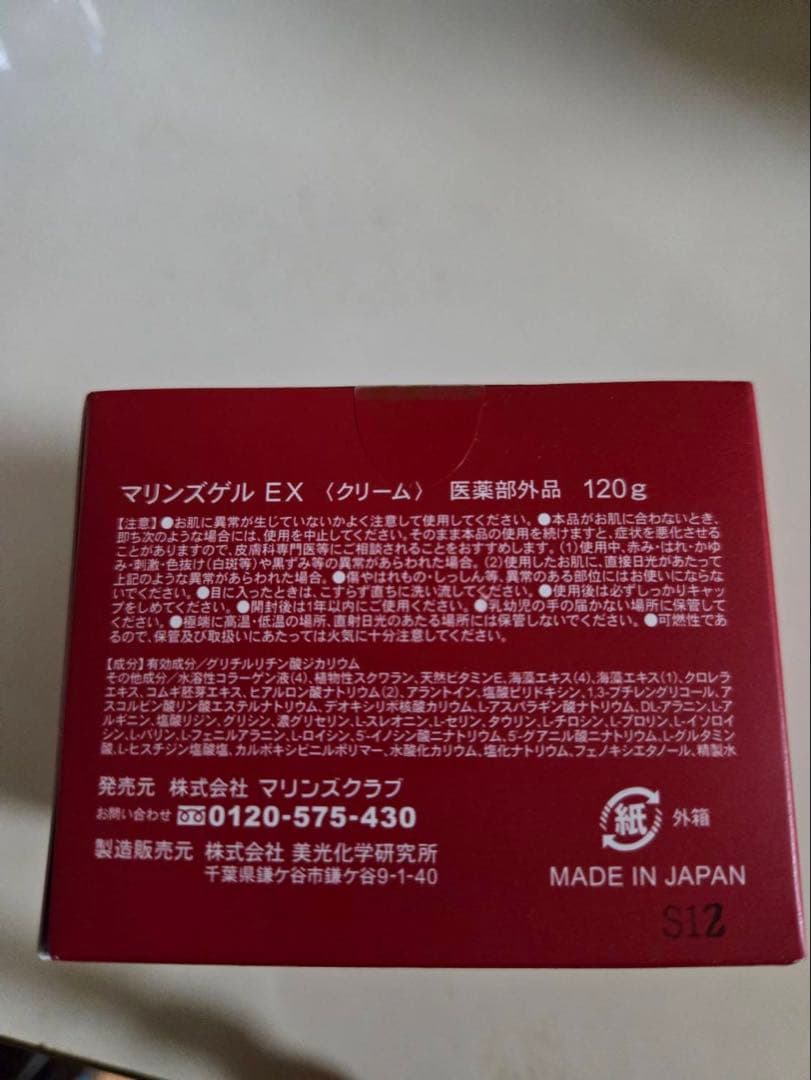 マリンズゲル EX 〈クリーム〉 医薬部外品 120g
【注意】●お肌に異常が生じていないかよく注意して使用してください。●本品がお肌に合わないとき、
即ち次のような場合には、使用を中止してください。そのまま本品の使用を続けますと、症状を悪化させる
ことがありますので、皮膚科専門医等にご相談されることをおすすめします。(1)使用中、赤み・はれ・かゆ
み・刺激・色抜け(白斑等)や黒ずみ等の異常があらわれた場合。(2)使用したお肌に、直接日光があたって
上記のような異常があらわれた場合。●傷やはれもの・しっしん等、異常のある部位にはお使いにならな
いでください。●目に入ったときは、こすらず直ちに洗い流してください。●使用後は必ずしっかりキャッ
プをしめてください。●開封後は1年以内にご使用ください。●乳幼児の手の届かない場所に保管して
ください。●極端に高温・低温の場所、直射日光のあたる場所には保管しないでください。●可燃性であ
るので、保管及び取扱いにあたっては火気に十分注意してください。
【成分】有効成分/グリチルリチン酸ジカリウム
その他成分/水溶性コラーゲン液(4)、植物性スクワラン、天然ビタミンE、海藻エキス(4)、海藻エキス(1)、クロレラ
エキス、コムギ胚芽エキス、ヒアルロン酸ナトリウム(2)、アラントイン、塩酸ピリドキシン、1,3-ブチレングリコール、ア
スコルビン酸リン酸エステルナトリウム、デオキシリボ核酸カリウム、L-アスパラギン酸ナトリウム、DL-アラニン、L-ア
ルギニン、塩酸リジン、グリシン、濃グリセリン、L-スレオニン、L-セリン、タウリン、L-チロシン、L-プロリン、L-イソロイ
シン、L-バリン、L-フェニルアラニン、L-ロイシン、5'-イノシン酸二ナトリウム、5'-グアニル酸二ナトリウム、L-グルタミン
酸、L-ヒスチジン塩酸塩、カルボキシビニルポリマー、水酸化カリウム、塩化ナトリウム、フェノキシエタノール、精製水
発売元 株式会社 マリンズクラブ
お問い合わせ 0120-575-430
製造販売元 株式会社 美光化学研究所
千葉県鎌ケ谷市鎌ケ谷9-1-40
紙 外箱
MADE IN JAPAN
S12